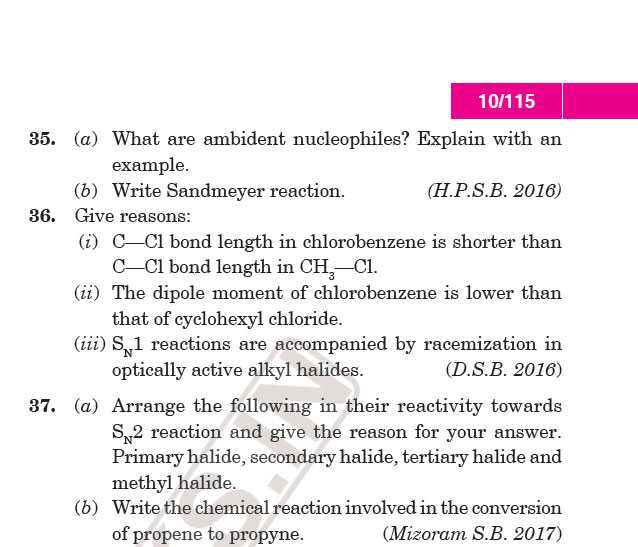 10/115
35. (a) What are ambident nucleophiles? Explain with an
example.
(b) Write Sandmeyer reaction. (H.P.S.B. 2016)
36. Give reasons:
(i) C—Cl bond length in chlorobenzene is shorter than
C—Cl bond length in CH₃—Cl.
(ii) The dipole moment of chlorobenzene is lower than
that of cyclohexyl chloride.
(iii) S_N1 reactions are accompanied by racemization in
optically active alkyl halides. (D.S.B. 2016)
37. (a) Arrange the following in their reactivity towards
S_N2 reaction and give the reason for your answer.
Primary halide, secondary halide, tertiary halide and
methyl halide.
(b) Write the chemical reaction involved in the conversion
of propene to propyne. (Mizoram S.B. 2017)